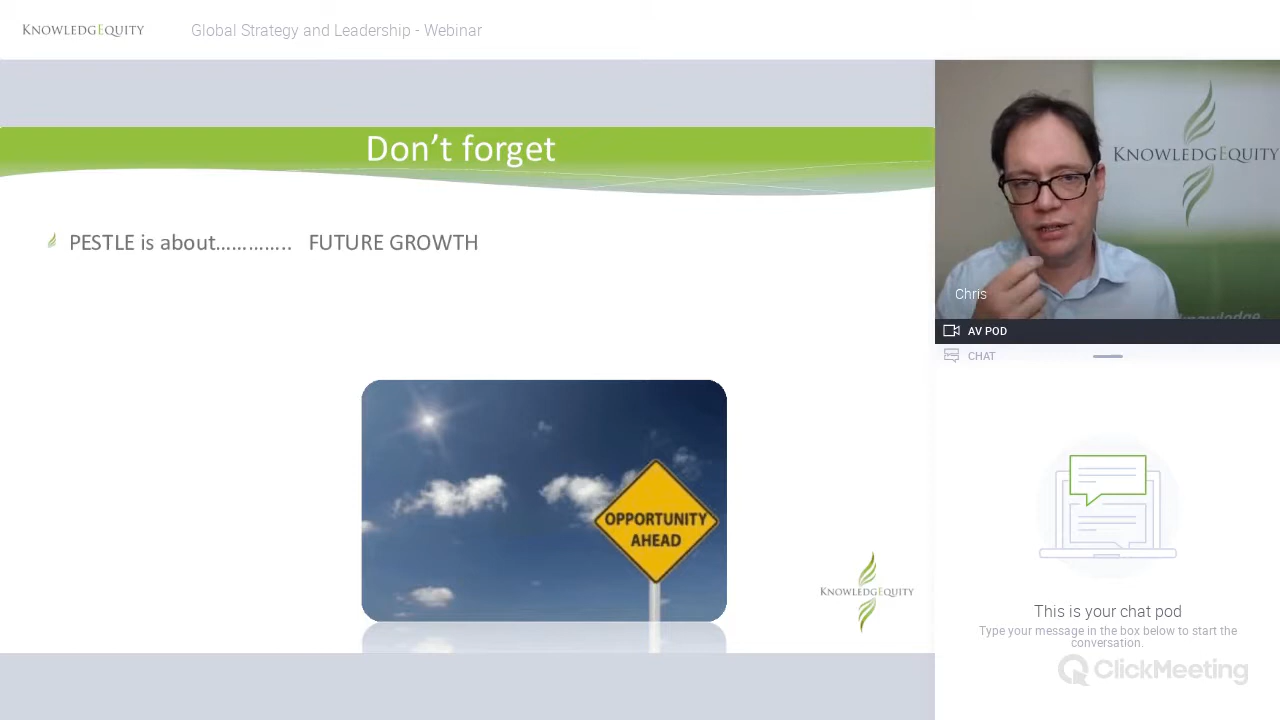 KNOWLEDGEQUITY
Global Strategy and Leadership - Webinar
Don't forget
PESTLE is about............. FUTURE GROWTH
OPPORTUNITY
AHEAD
KNOWLEDGEQUITY
KNOWLEDGEQUITY
knowledge
Chris
AV POD
CHAT
This is your chat pod
Type your message in the box below to start the
conversation.
ClickMeeting